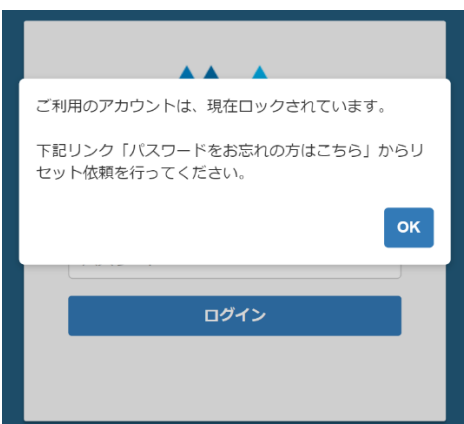 ご利用のアカウントは、現在ロックされています。
下記リンク「パスワードをお忘れの方はこちら」からリ
セット依頼を行ってください。
OK
ログイン